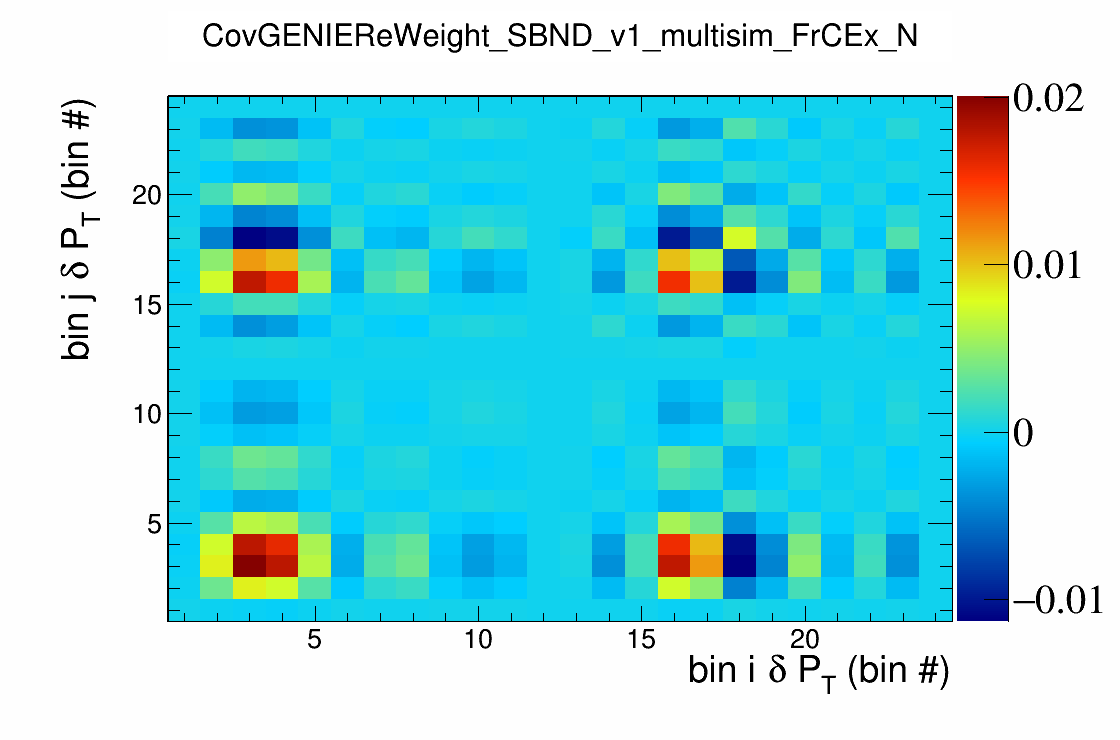 CovGENIEReWeight_SBND_v1_multisim_FrCEx_N
bin j δ P_T (bin #)
20
15
10
5
5 10 15 20
bin i δ P_T (bin #)
0.02
0.01
0
−0.01